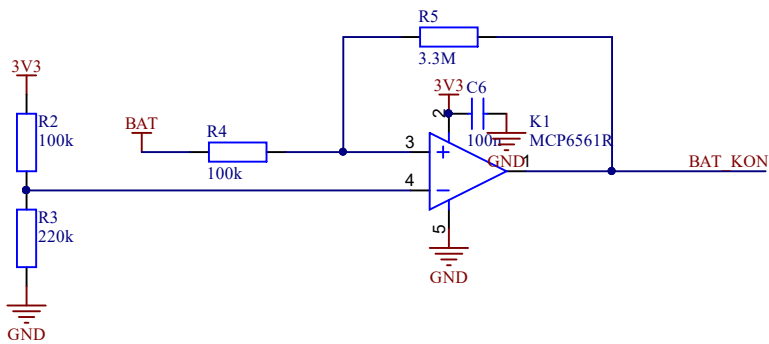 R5
3.3M
3V3
3V3
C6
R2
100k
BAT
R4
100k
2
100n
K1
MCP6561R
GND
3
1
BAT_KON
4
R3
220k
5
GND
GND